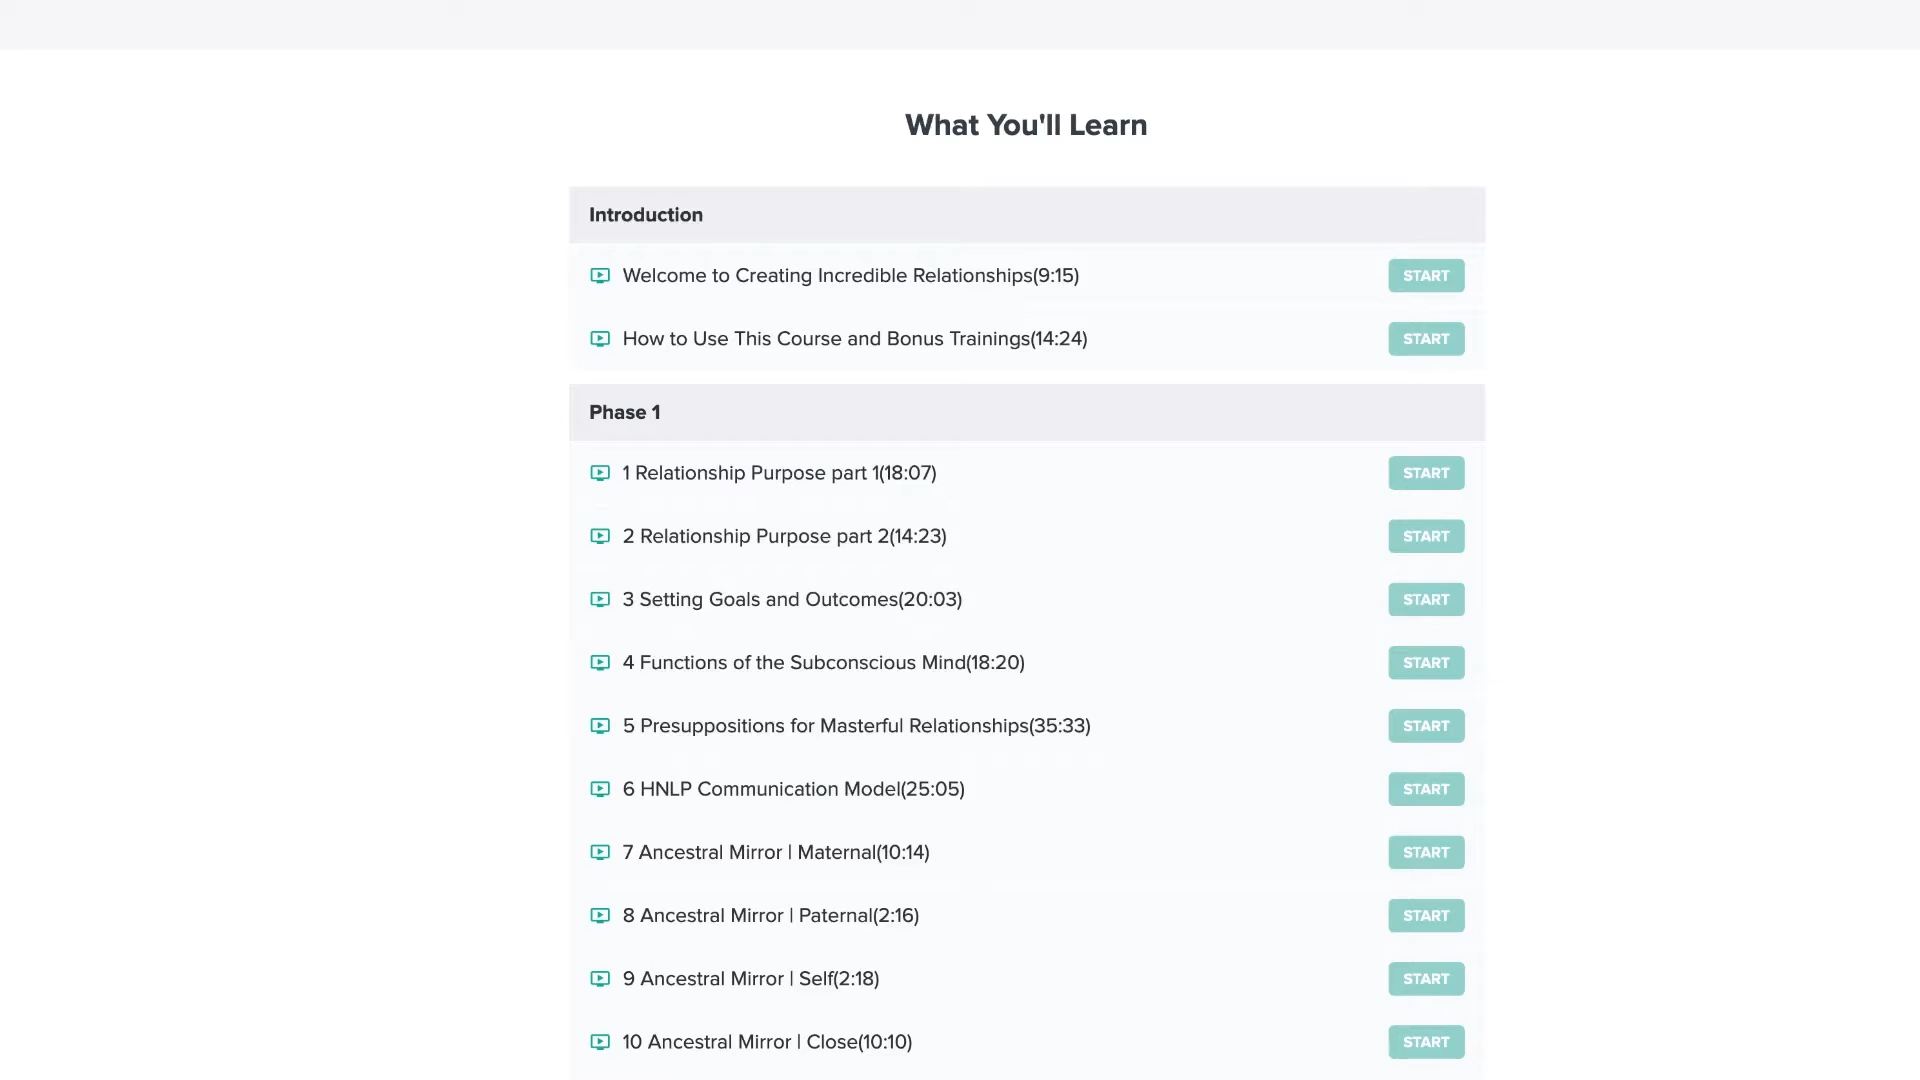 What You'll Learn
Introduction
Welcome to Creating Incredible Relationships(9:15) START
How to Use This Course and Bonus Trainings(14:24) START
Phase 1
1 Relationship Purpose part 1(18:07) START
2 Relationship Purpose part 2(14:23) START
3 Setting Goals and Outcomes(20:03) START
4 Functions of the Subconscious Mind(18:20) START
5 Presuppositions for Masterful Relationships(35:33) START
6 HNLP Communication Model(25:05) START
7 Ancestral Mirror | Maternal(10:14) START
8 Ancestral Mirror | Paternal(2:16) START
9 Ancestral Mirror | Self(2:18) START
10 Ancestral Mirror | Close(10:10) START